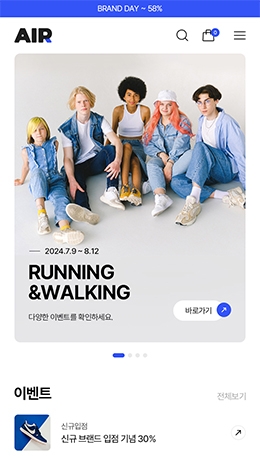 BRAND DAY ~ 58%
AIR
0
2024.7.9 ~ 8.12
RUNNING
&WALKING
다양한 이벤트를 확인하세요.
바로가기
이벤트
전체보기
신규입점
신규 브랜드 입점 기념 30%